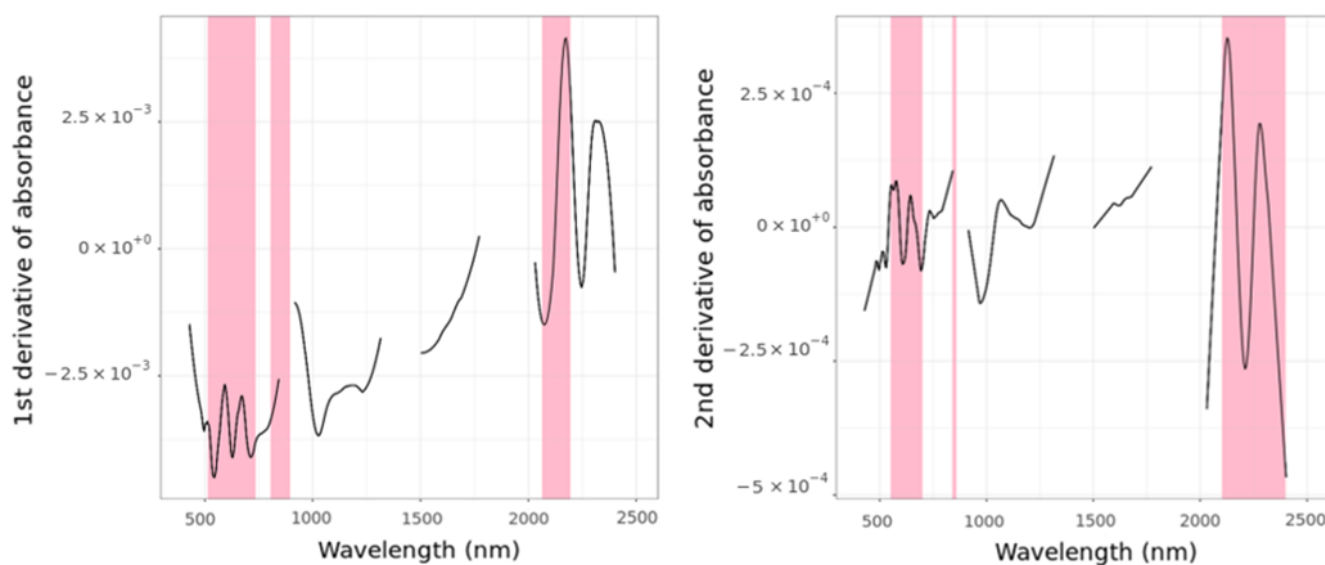 1st derivative of absorbance
2.5 × 10⁻³
0 × 10⁺⁰
−2.5 × 10⁻³
500 1000 1500 2000 2500
Wavelength (nm)
2nd derivative of absorbance
2.5 × 10⁻⁴
0 × 10⁺⁰
−2.5 × 10⁻⁴
−5 × 10⁻⁴
500 1000 1500 2000 2500
Wavelength (nm)